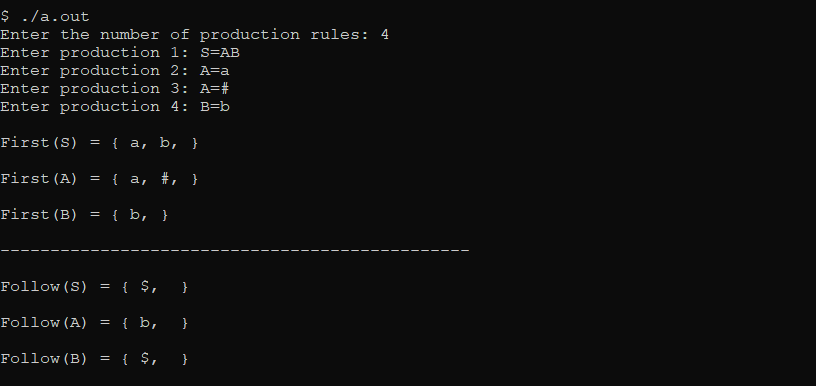 $ ./a.out
Enter the number of production rules: 4
Enter production 1: S=AB
Enter production 2: A=a
Enter production 3: A=#
Enter production 4: B=b
First(S) = { a, b, }
First(A) = { a, #, }
First(B) = { b, }
-----------------------------------------------
Follow(S) = { $,  }
Follow(A) = { b,  }
Follow(B) = { $,  }